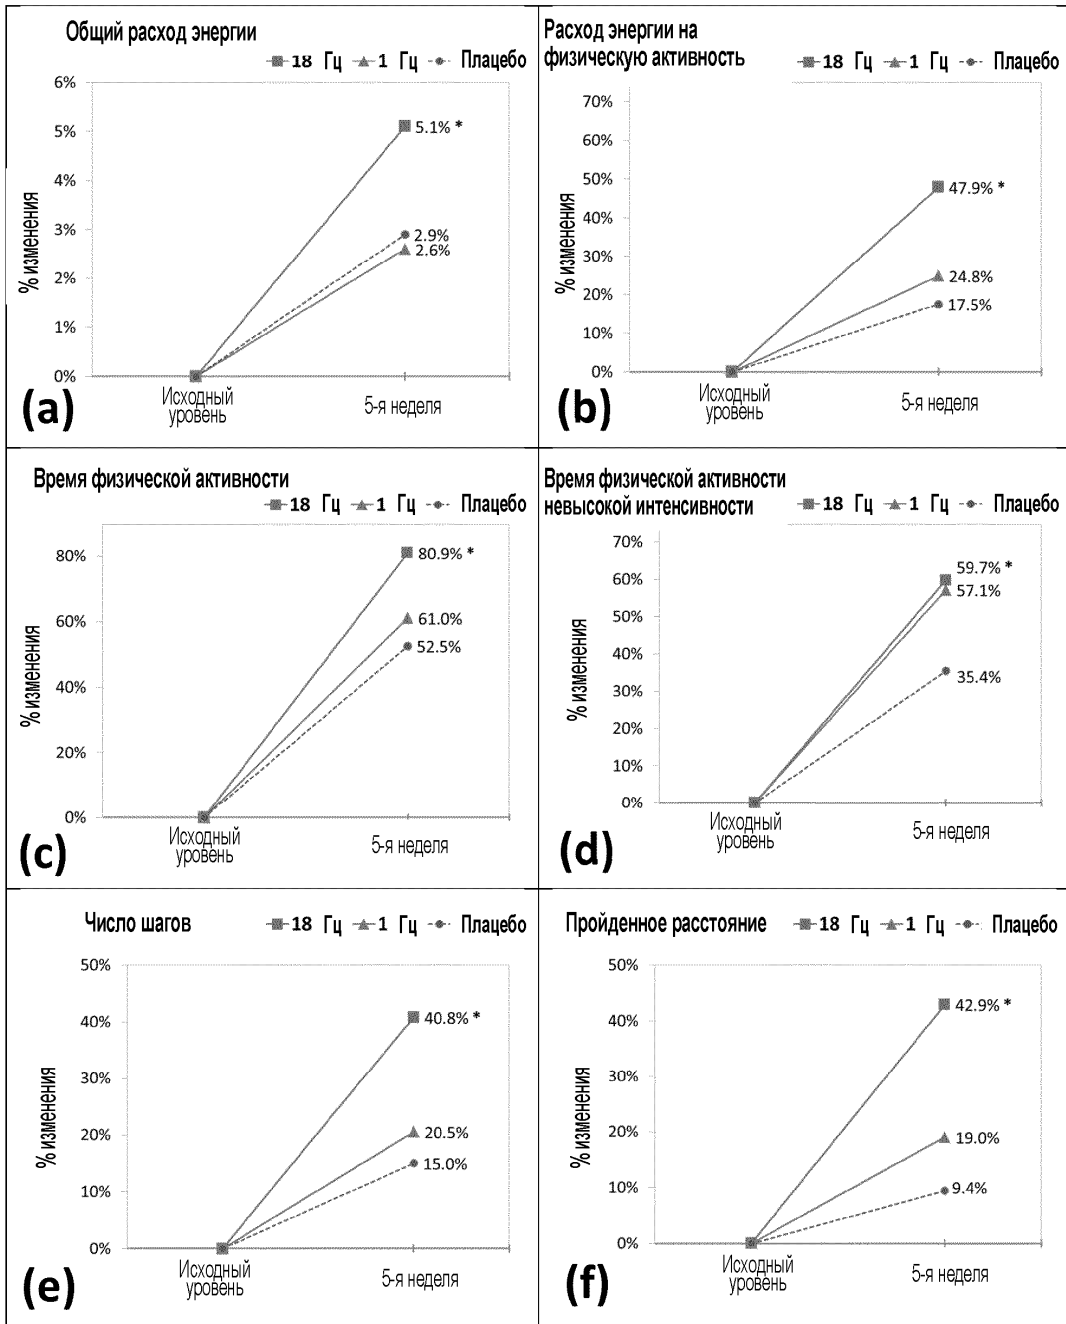 Общий расход энергии
18 Гц 1 Гц Плацебо
6%
5%
4%
3%
2%
1%
0%
% изменения
5.1% *
2.9%
2.6%
Исходный
уровень
5-я неделя
(a)
Расход энергии на
физическую активность
18 Гц 1 Гц Плацебо
70%
60%
50%
40%
30%
20%
10%
0%
% изменения
47.9% *
24.8%
17.5%
Исходный
уровень
5-я неделя
(b)
Время физической активности
18 Гц 1 Гц Плацебо
80%
60%
40%
20%
0%
% изменения
80.9% *
61.0%
52.5%
Исходный
уровень
5-я неделя
(c)
Время физической активности
невысокой интенсивности
18 Гц 1 Гц Плацебо
70%
60%
50%
40%
30%
20%
10%
0%
% изменения
59.7% *
57.1%
35.4%
Исходный
уровень
5-я неделя
(d)
Число шагов
18 Гц 1 Гц Плацебо
50%
40%
30%
20%
10%
0%
% изменения
40.8% *
20.5%
15.0%
Исходный
уровень
5-я неделя
(e)
Пройденное расстояние
18 Гц 1 Гц Плацебо
50%
40%
30%
20%
10%
0%
% изменения
42.9% *
19.0%
9.4%
Исходный
уровень
5-я неделя
(f)